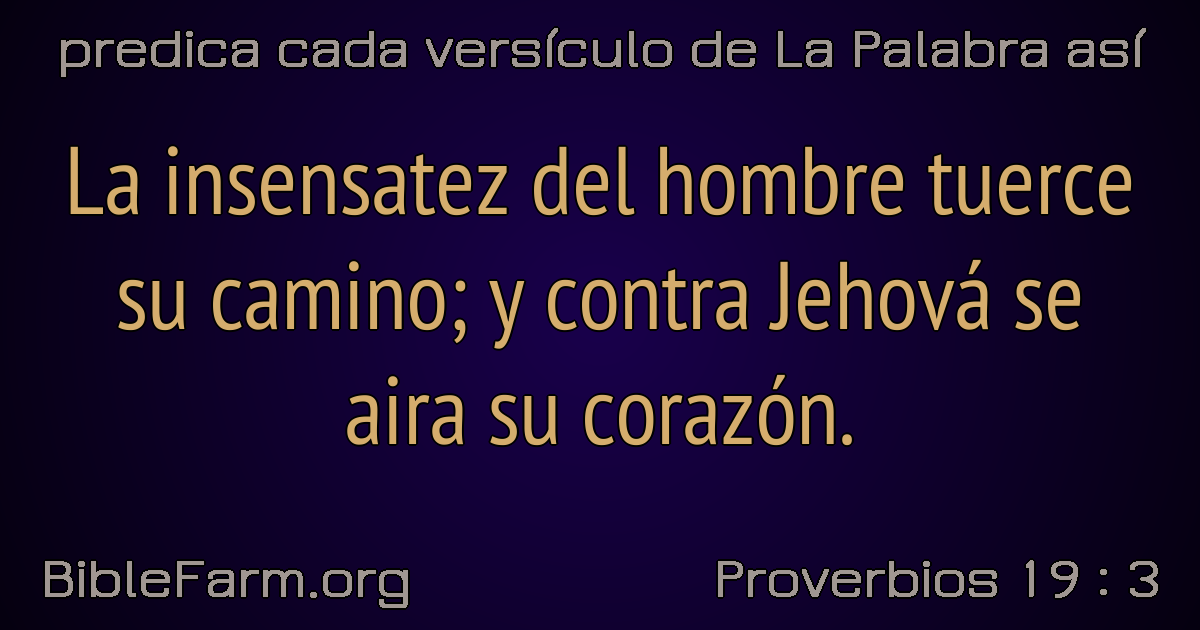 predica cada versículo de La Palabra así
La insensatez del hombre tuerce
su camino; y contra Jehová se
aira su corazón.
BibleFarm.org
Proverbios 19 : 3